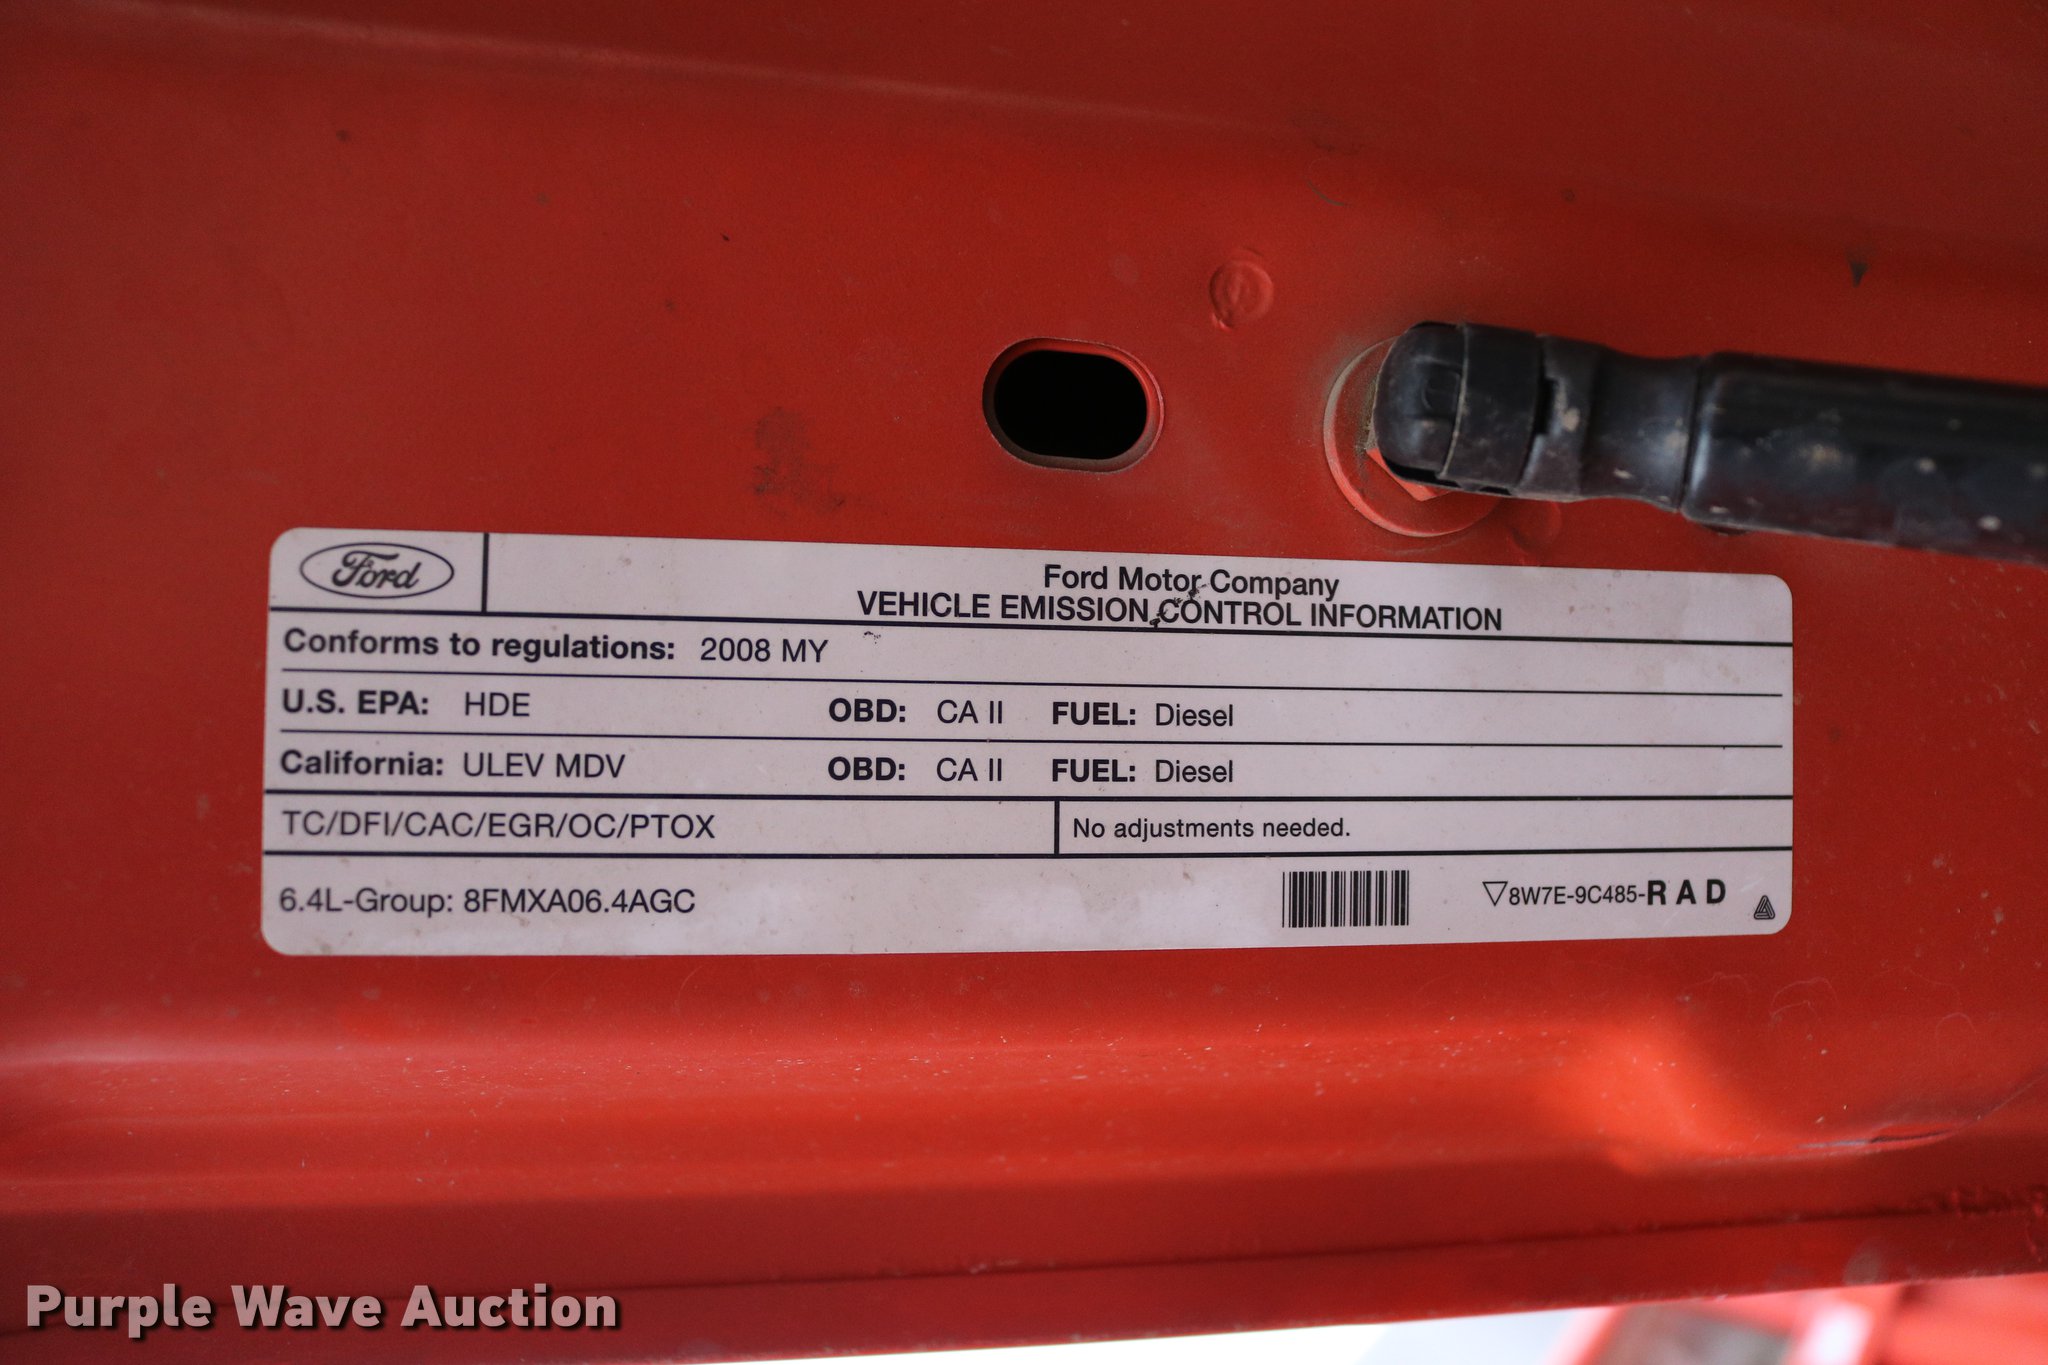 Ford
Ford Motor Company
VEHICLE EMISSION CONTROL INFORMATION
Conforms to regulations: 2008 MY
U.S. EPA: HDE OBD: CA II FUEL: Diesel
California: ULEV MDV OBD: CA II FUEL: Diesel
TC/DFI/CAC/EGR/OC/PTOX No adjustments needed.
6.4L-Group: 8FMXA06.4AGC ▽8W7E-9C485-RAD
Purple Wave Auction